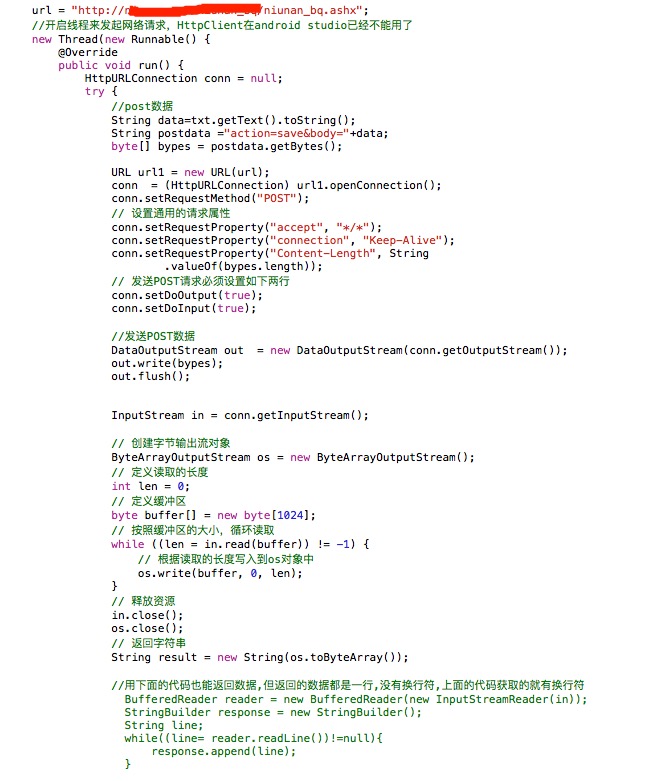 url = "http://n niunan_bq/niunan_bq.ashx";
//开启线程来发起网络请求，HttpClient在android studio已经不能用了
new Thread(new Runnable() {
@Override
public void run() {
HttpURLConnection conn = null;
try {
//post数据
String data=txt.getText().toString();
String postdata ="action=save&body="+data;
byte[] bypes = postdata.getBytes();
URL url1 = new URL(url);
conn  = (HttpURLConnection) url1.openConnection();
conn.setRequestMethod("POST");
// 设置通用的请求属性
conn.setRequestProperty("accept", "*/*");
conn.setRequestProperty("connection", "Keep-Alive");
conn.setRequestProperty("Content-Length", String
.valueOf(bypes.length));
// 发送POST请求必须设置如下两行
conn.setDoOutput(true);
conn.setDoInput(true);
//发送POST数据
DataOutputStream out  = new DataOutputStream(conn.getOutputStream());
out.write(bypes);
out.flush();
InputStream in = conn.getInputStream();
// 创建字节输出流对象
ByteArrayOutputStream os = new ByteArrayOutputStream();
// 定义读取的长度
int len = 0;
// 定义缓冲区
byte buffer[] = new byte[1024];
// 按照缓冲区的大小，循环读取
while ((len = in.read(buffer)) != -1) {
// 根据读取的长度写入到os对象中
os.write(buffer, 0, len);
}
// 释放资源
in.close();
os.close();
// 返回字符串
String result = new String(os.toByteArray());
//用下面的代码也能返回数据,但返回的数据都是一行,没有换行符,上面的代码获取的就有换行符
BufferedReader reader = new BufferedReader(new InputStreamReader(in));
StringBuilder response = new StringBuilder();
String line;
while((line= reader.readLine())!=null){
response.append(line);
}